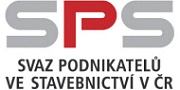 SPS
SVAZ PODNIKATELŮ
VE STAVEBNICTVÍ V ČR